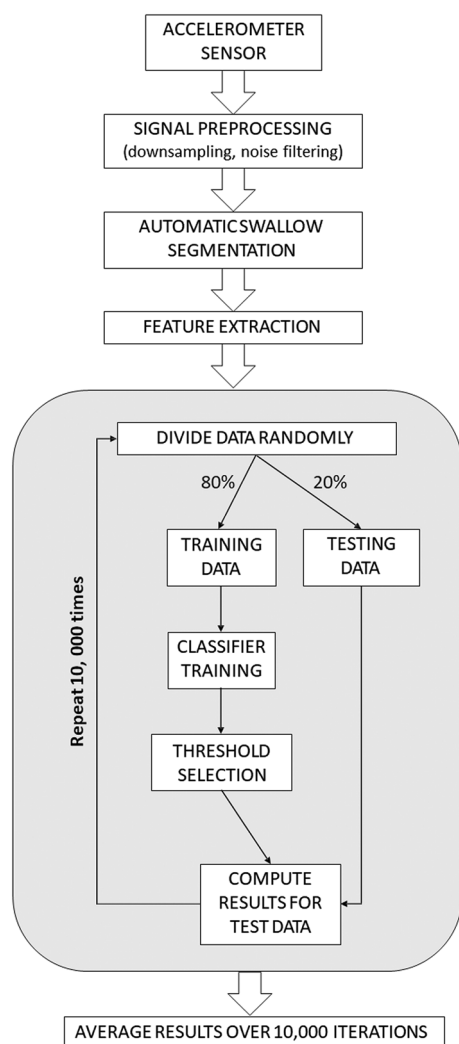 ACCELEROMETER
SENSOR
SIGNAL PREPROCESSING
(downsampling, noise filtering)
AUTOMATIC SWALLOW
SEGMENTATION
FEATURE EXTRACTION
DIVIDE DATA RANDOMLY
80%
20%
TRAINING
DATA
TESTING
DATA
CLASSIFIER
TRAINING
Repeat 10, 000 times
THRESHOLD
SELECTION
COMPUTE
RESULTS FOR
TEST DATA
AVERAGE RESULTS OVER 10,000 ITERATIONS